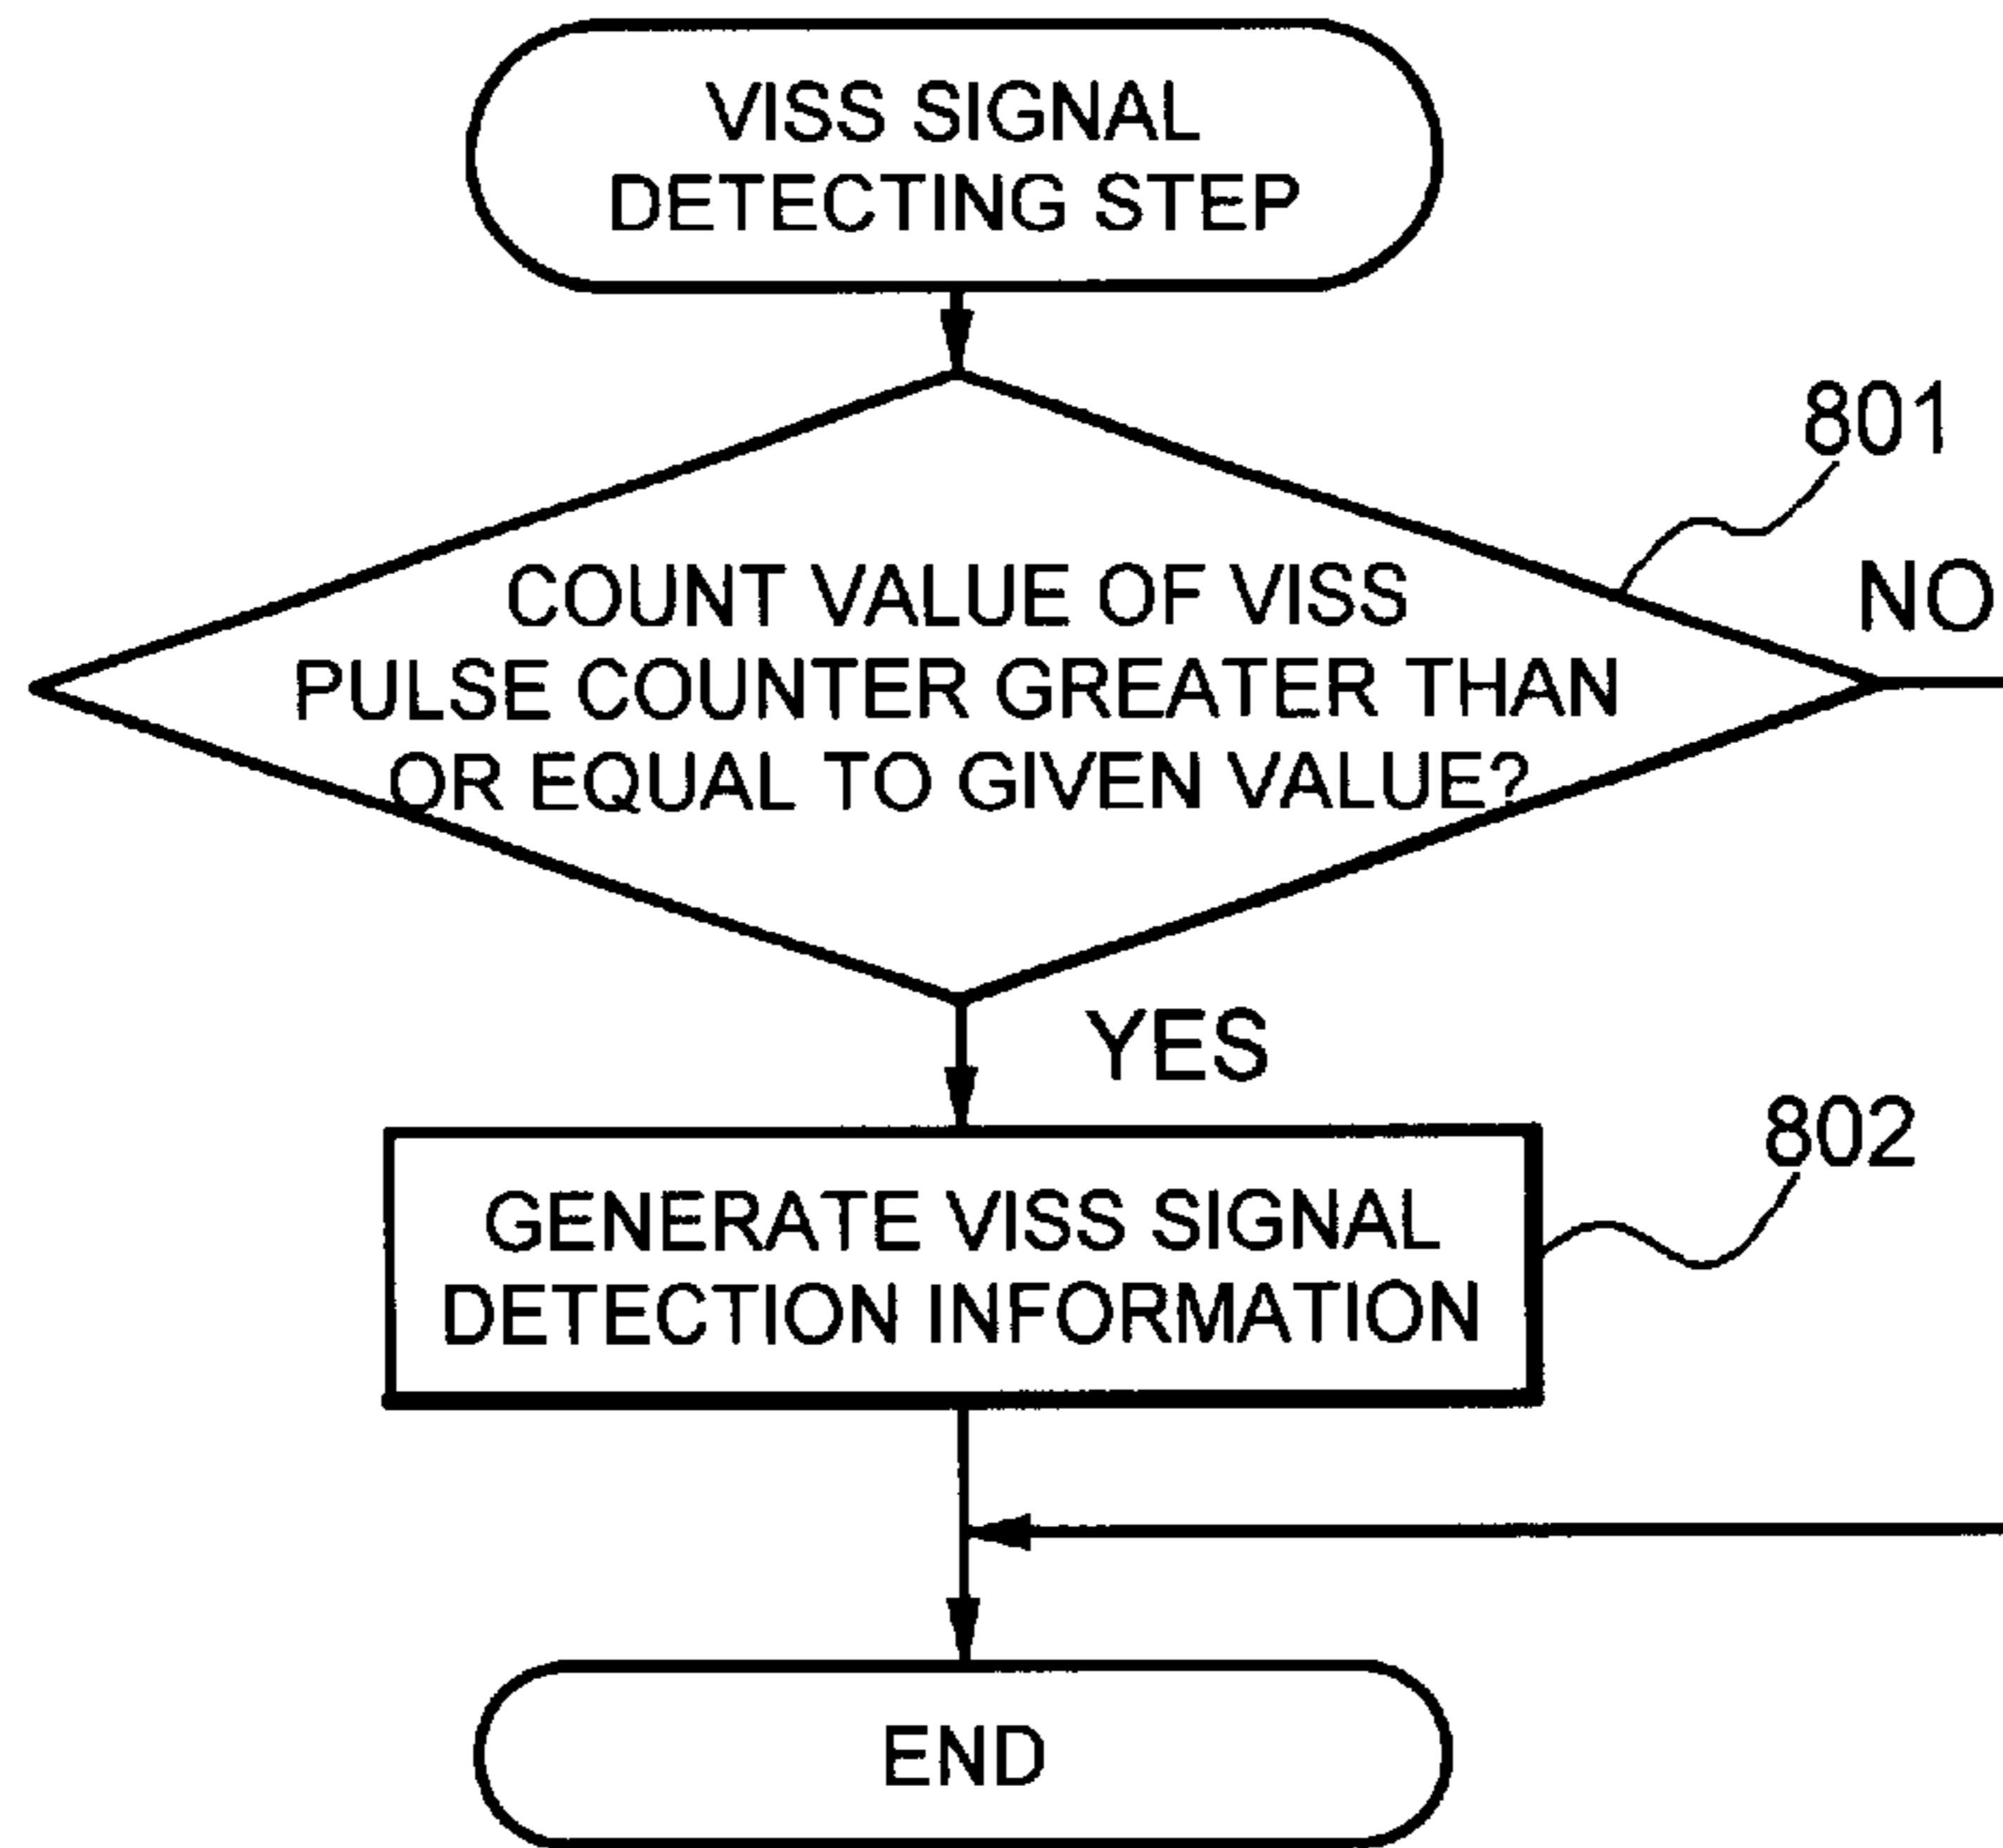 VISS SIGNAL
DETECTING STEP
801
COUNT VALUE OF VISS
PULSE COUNTER GREATER THAN
OR EQUAL TO GIVEN VALUE?
NO
YES
802
GENERATE VISS SIGNAL
DETECTION INFORMATION
END